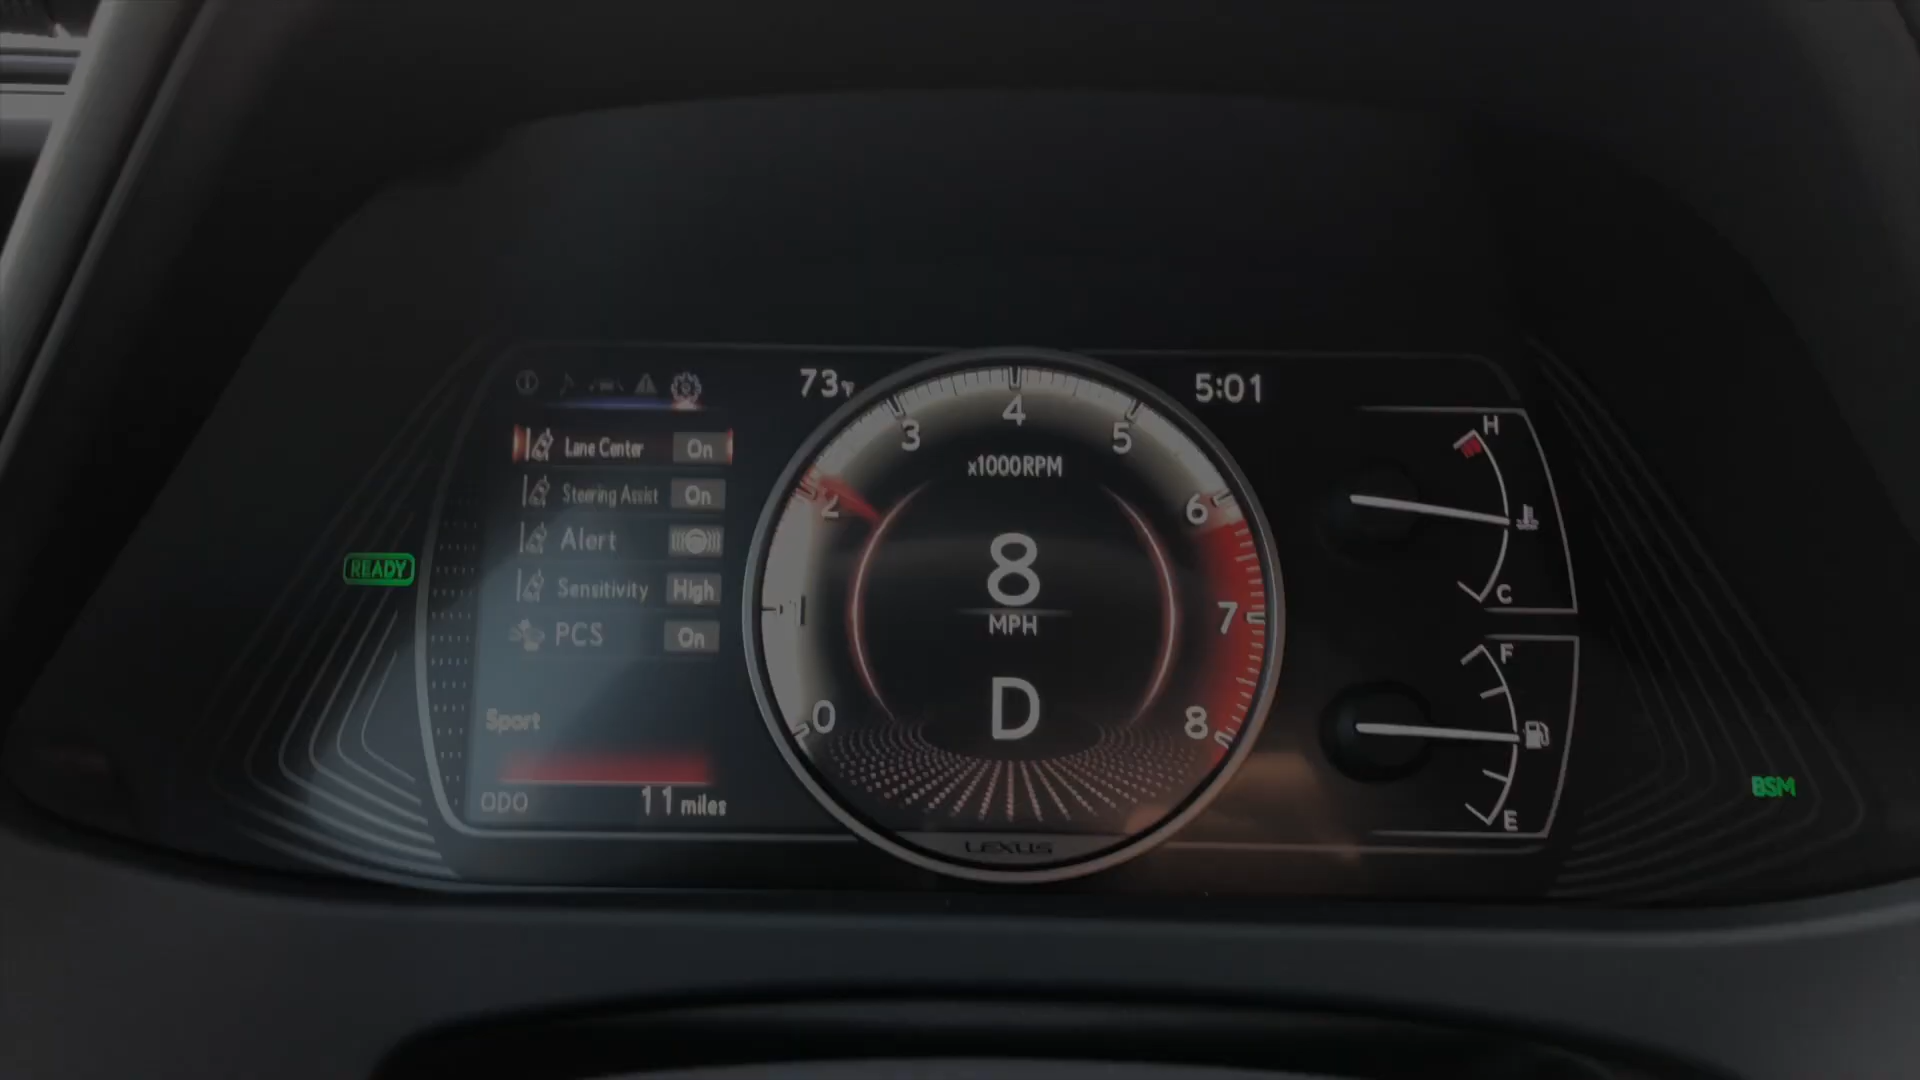 73°F
5:01
Lane Center On
Steering Assist On
Alert
Sensitivity High
PCS On
Sport
ODO 11 miles
READY
0
1
2
3
4
5
6
7
8
x1000RPM
8
MPH
D
LEXUS
H
C
F
E
BSM